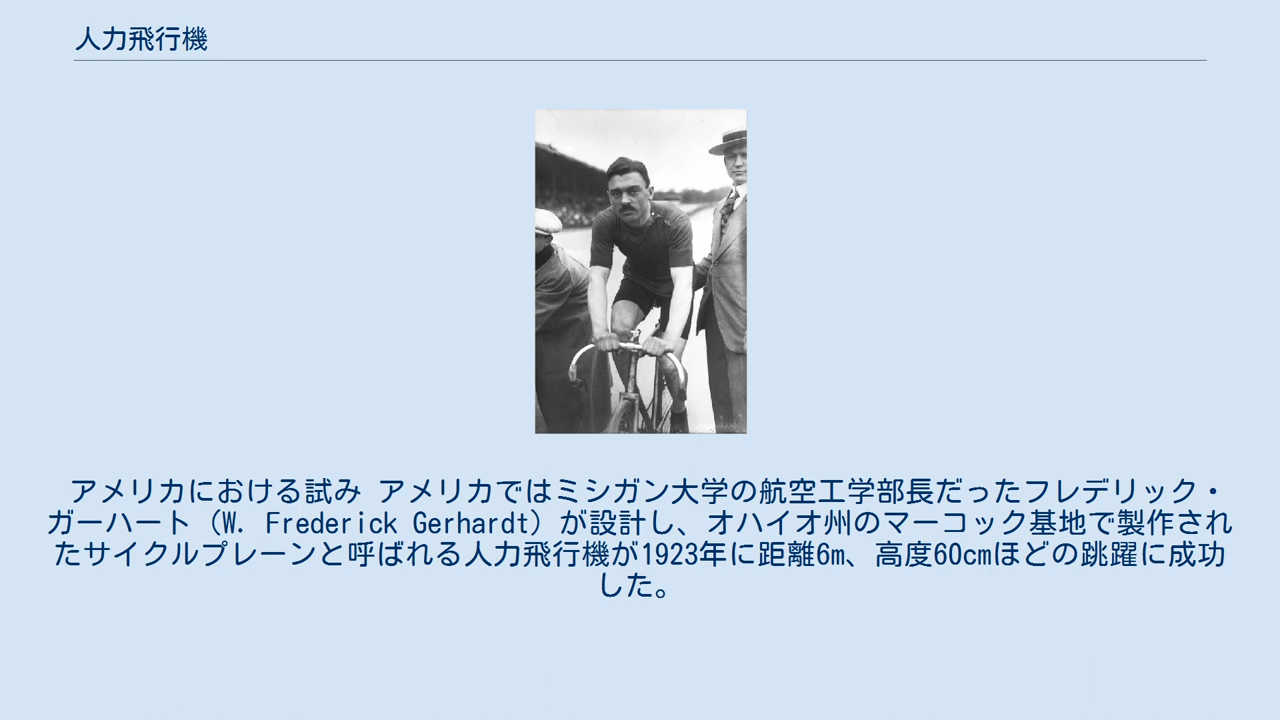 人力飛行機
アメリカにおける試み アメリカではミシガン大学の航空工学部長だったフレデリック・
ガーハート（W. Frederick Gerhardt）が設計し、オハイオ州のマーコック基地で製作され
たサイクルプレーンと呼ばれる人力飛行機が1923年に距離6m、高度60cmほどの跳躍に成功
した。